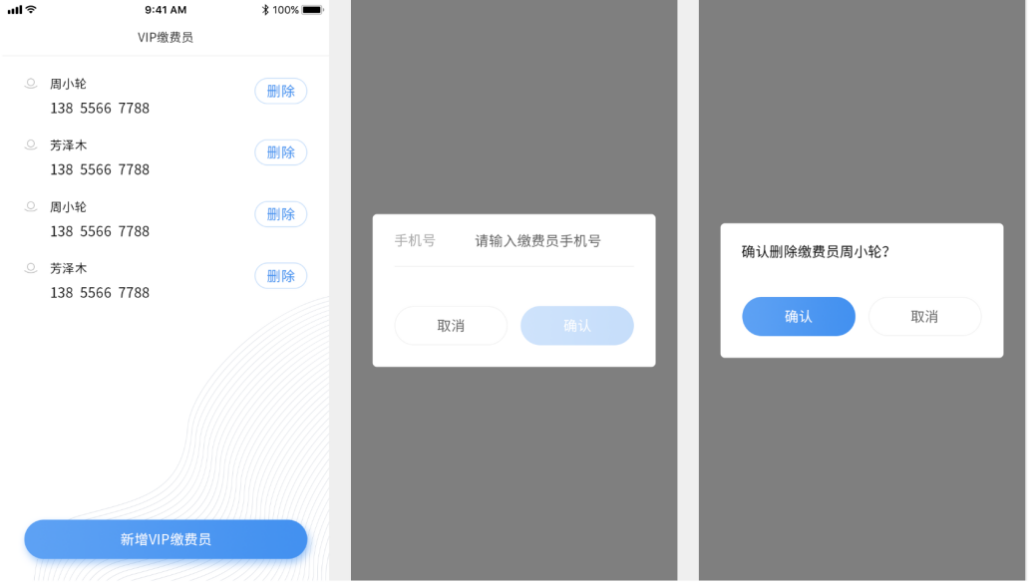 9:41 AM
100%
VIP缴费员
周小轮
138 5566 7788
删除
芳泽木
138 5566 7788
删除
周小轮
138 5566 7788
删除
芳泽木
138 5566 7788
删除
新增VIP缴费员
手机号 请输入缴费员手机号
取消 确认
确认删除缴费员周小轮?
确认 取消